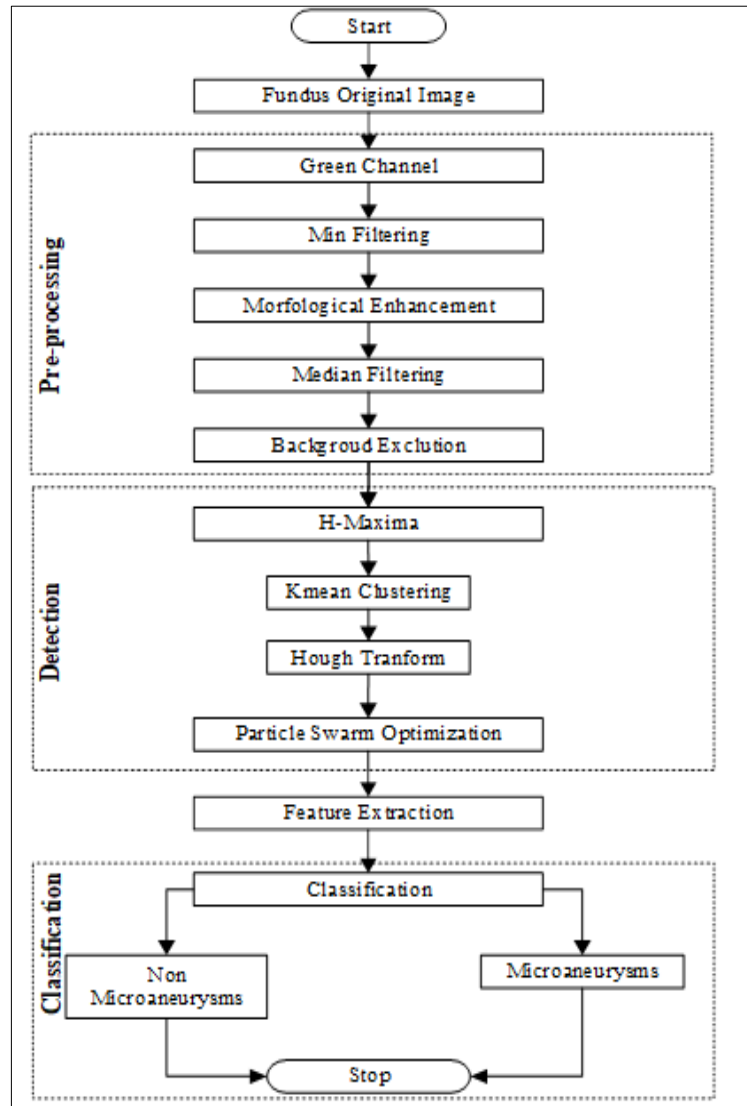 Start
Fundus Original Image
Pre-processing
Green Channel
Min Filtering
Morfological Enhancement
Median Filtering
Backgroud Exclution
Detection
H-Maxima
Kmean Clustering
Hough Tranform
Particle Swarm Optimization
Feature Extraction
Classification
Classification
Non
Microaneurysms
Microaneurysms
Stop